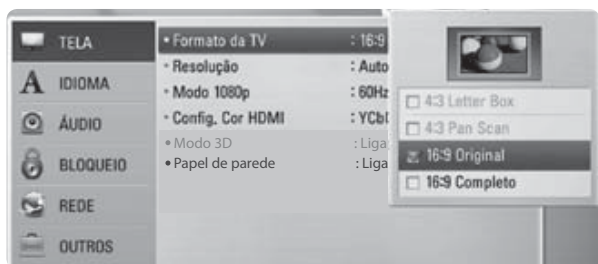 TELA
IDIOMA
ÁUDIO
BLOQUEIO
REDE
OUTROS
• Formato da TV : 16:9
• Resolução : Auto
• Modo 1080p : 60Hz
• Config. Cor HDMI : YCb
• Modo 3D : Liga
• Papel de parede : Liga
4:3 Letter Box
4:3 Pan Scan
16:9 Original
16:9 Completo